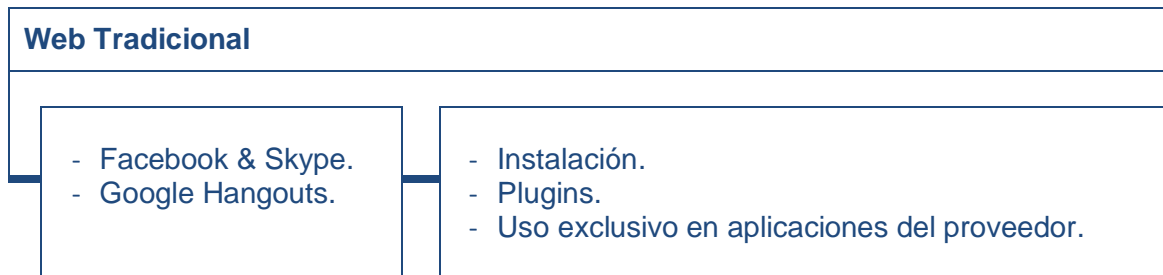 Web Tradicional
- Facebook & Skype.
- Google Hangouts.
- Instalación.
- Plugins.
- Uso exclusivo en aplicaciones del proveedor.